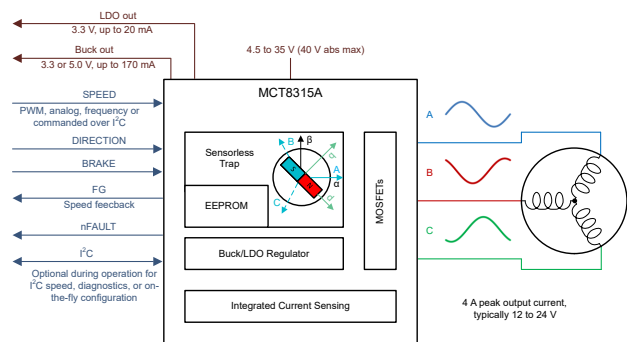 LDO out
3.3 V, up to 20 mA
Buck out
3.3 or 5.0 V, up to 170 mA
4.5 to 35 V (40 V abs max)
SPEED
PWM, analog, frequency or
commanded over I²C
DIRECTION
BRAKE
FG
Speed feecback
nFAULT
I²C
Optional during operation for
I²C speed, diagnostics, or on-
the-fly configuration
MCT8315A
Sensorless
Trap
EEPROM
β
B
q
A
α
C
d
MOSFETs
Buck/LDO Regulator
Integrated Current Sensing
A
B
C
4 A peak output current,
typically 12 to 24 V